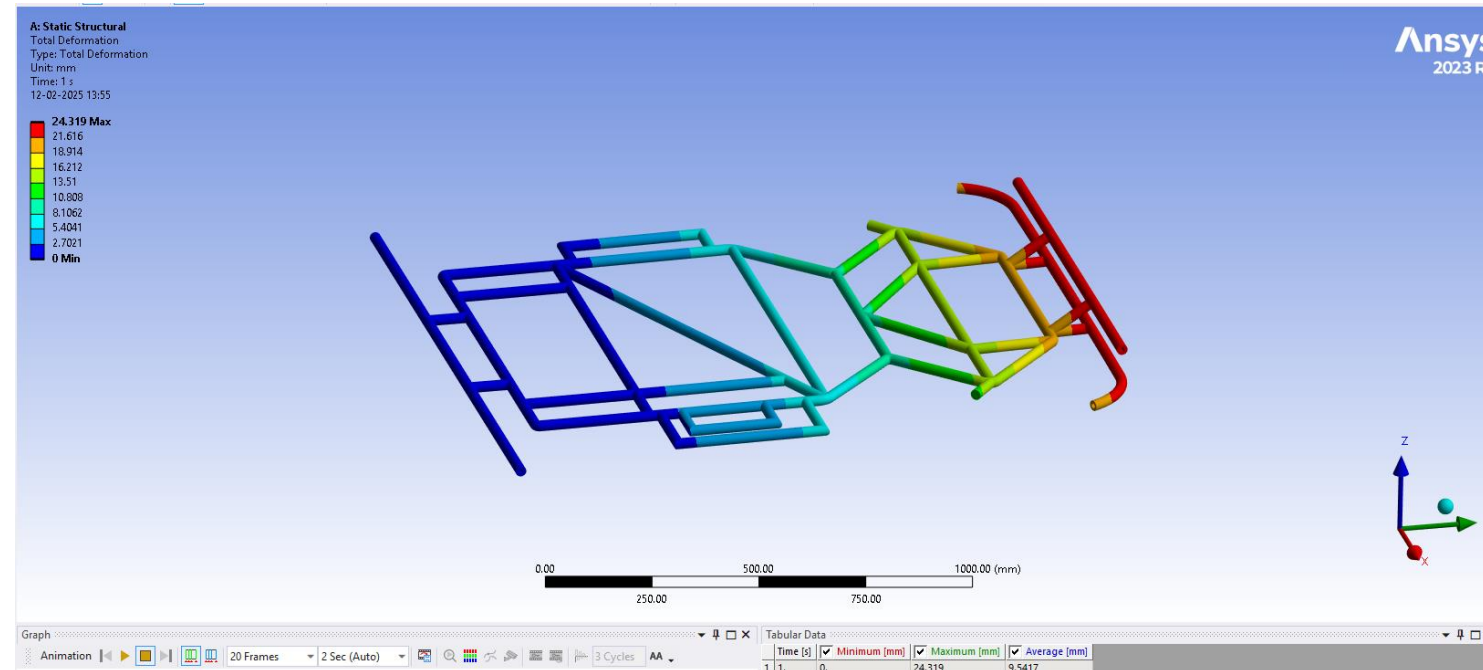 A: Static Structural
Total Deformation
Type: Total Deformation
Unit: mm
Time: 1 s
12-02-2025 13:55
24.319 Max
21.616
18.914
16.212
13.51
10.808
8.1062
5.4041
2.7021
0 Min
Ansys
2023 R
0.00 500.00 1000.00 (mm)
250.00 750.00
Z
X
Graph
Animation 20 Frames 2 Sec (Auto) 3 Cycles AA
Tabular Data
Time [s] Minimum [mm] Maximum [mm] Average [mm]
1 1. 0. 24.319 9.5417